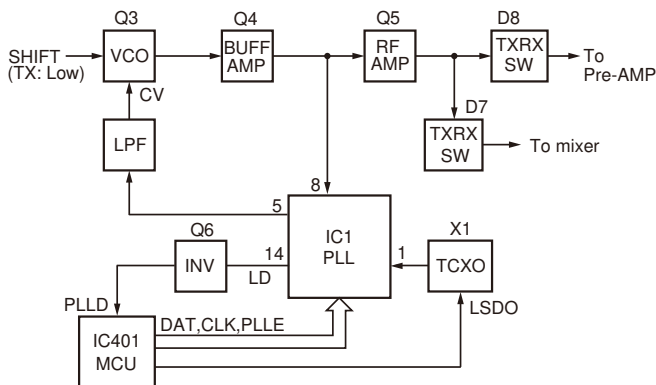 Q3
Q4
Q5
D8
SHIFT
(TX: Low)
VCO
BUFF
AMP
RF
AMP
TXRX
SW
To
Pre-AMP
CV
D7
LPF
TXRX
SW
To mixer
8
5
IC1
PLL
Q6
14
1
X1
INV
LD
TCXO
PLLD
LSDO
DAT,CLK,PLLE
IC401
MCU